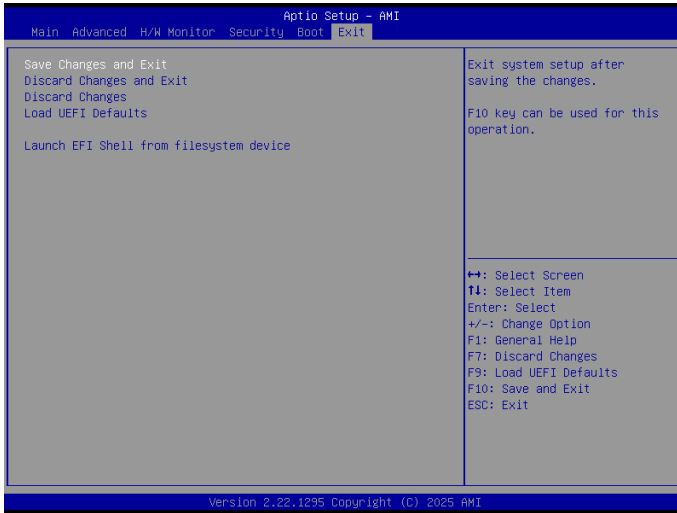 Aptio Setup - AMI
Main Advanced H/W Monitor Security Boot Exit
Save Changes and Exit
Discard Changes and Exit
Discard Changes
Load UEFI Defaults
Launch EFI Shell from filesystem device
Exit system setup after
saving the changes.
F10 key can be used for this
operation.
↔: Select Screen
↑↓: Select Item
Enter: Select
+/-: Change Option
F1: General Help
F7: Discard Changes
F9: Load UEFI Defaults
F10: Save and Exit
ESC: Exit
Version 2.22.1295 Copyright (C) 2025 AMI